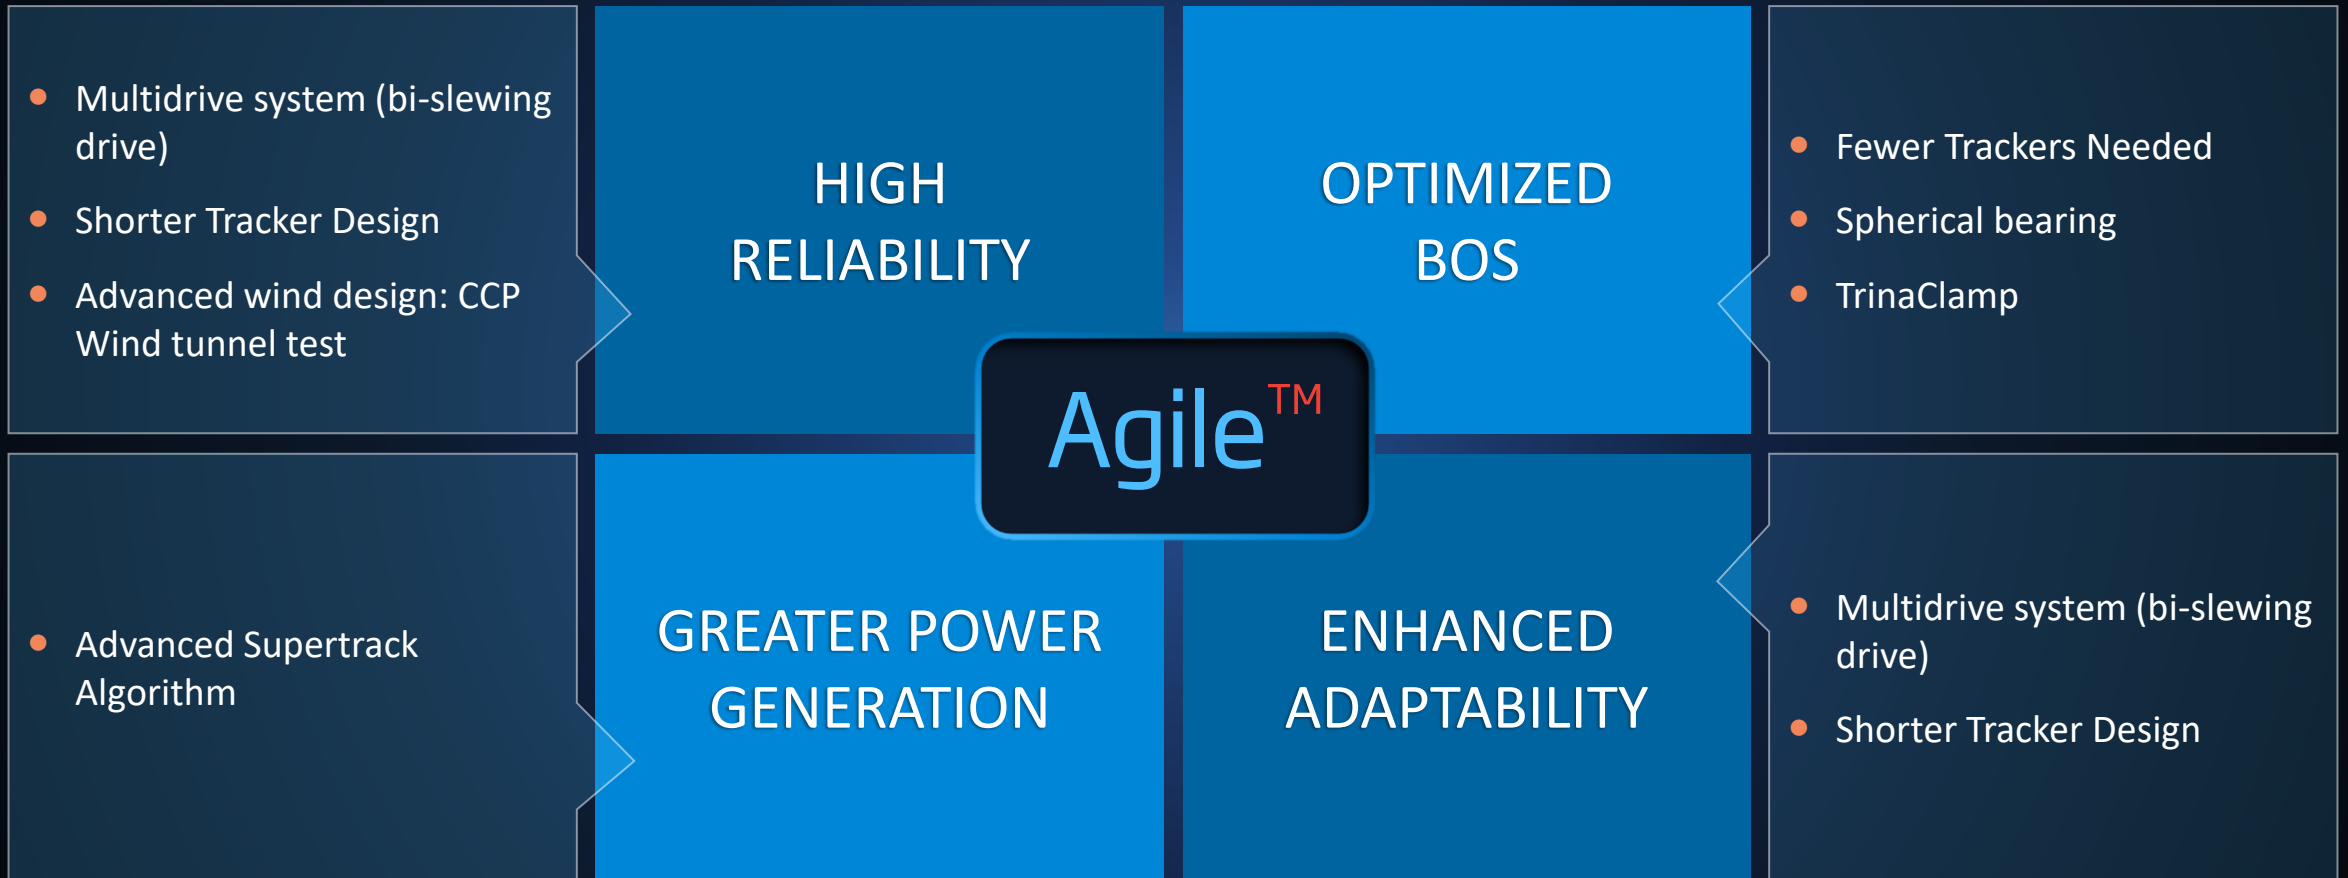 Multidrive system (bi-slewing
drive)
Shorter Tracker Design
Advanced wind design: CCP
Wind tunnel test
HIGH
RELIABILITY
OPTIMIZED
BOS
Fewer Trackers Needed
Spherical bearing
TrinaClamp
Agile™
Advanced Supertrack
Algorithm
GREATER POWER
GENERATION
ENHANCED
ADAPTABILITY
Multidrive system (bi-slewing
drive)
Shorter Tracker Design